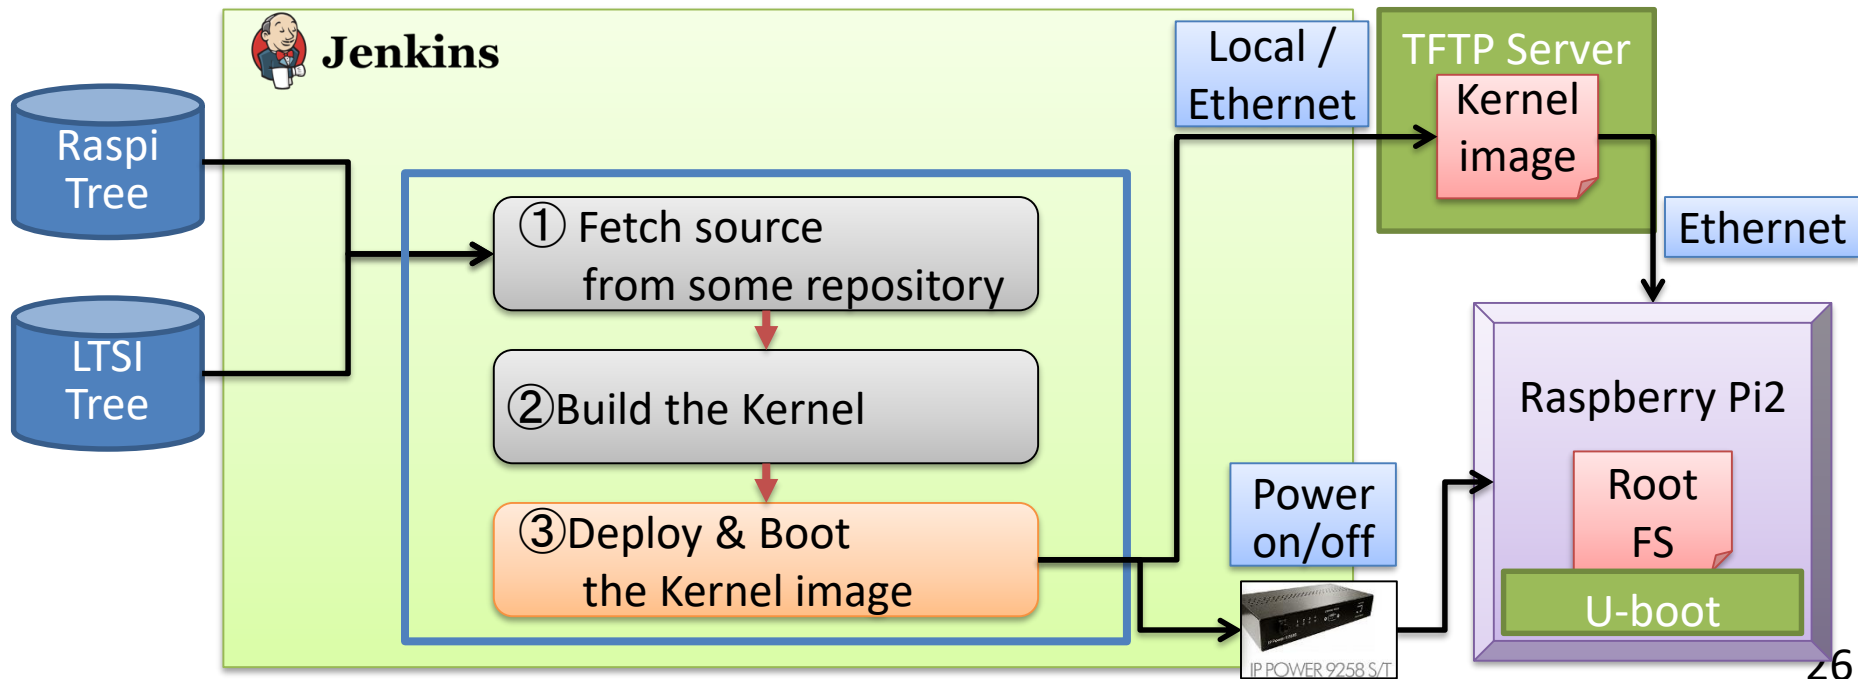 Jenkins
Raspi
Tree
LTSI
Tree
① Fetch source
from some repository
②Build the Kernel
③Deploy & Boot
the Kernel image
Local /
Ethernet
TFTP Server
Kernel
image
Ethernet
Power
on/off
IP POWER 9258 S/T
Raspberry Pi2
Root
FS
U-boot
26